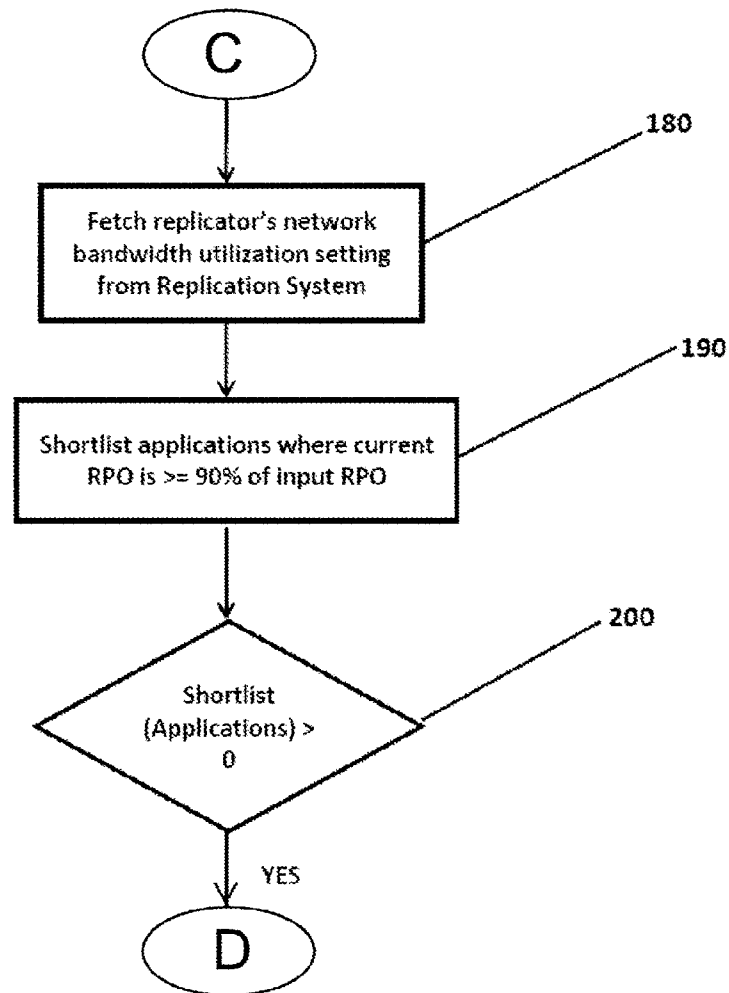 C
180
Fetch replicator's network
bandwidth utilization setting
from Replication System
190
Shortlist applications where current
RPO is >= 90% of input RPO
200
Shortlist
(Applications) >
0
YES
D